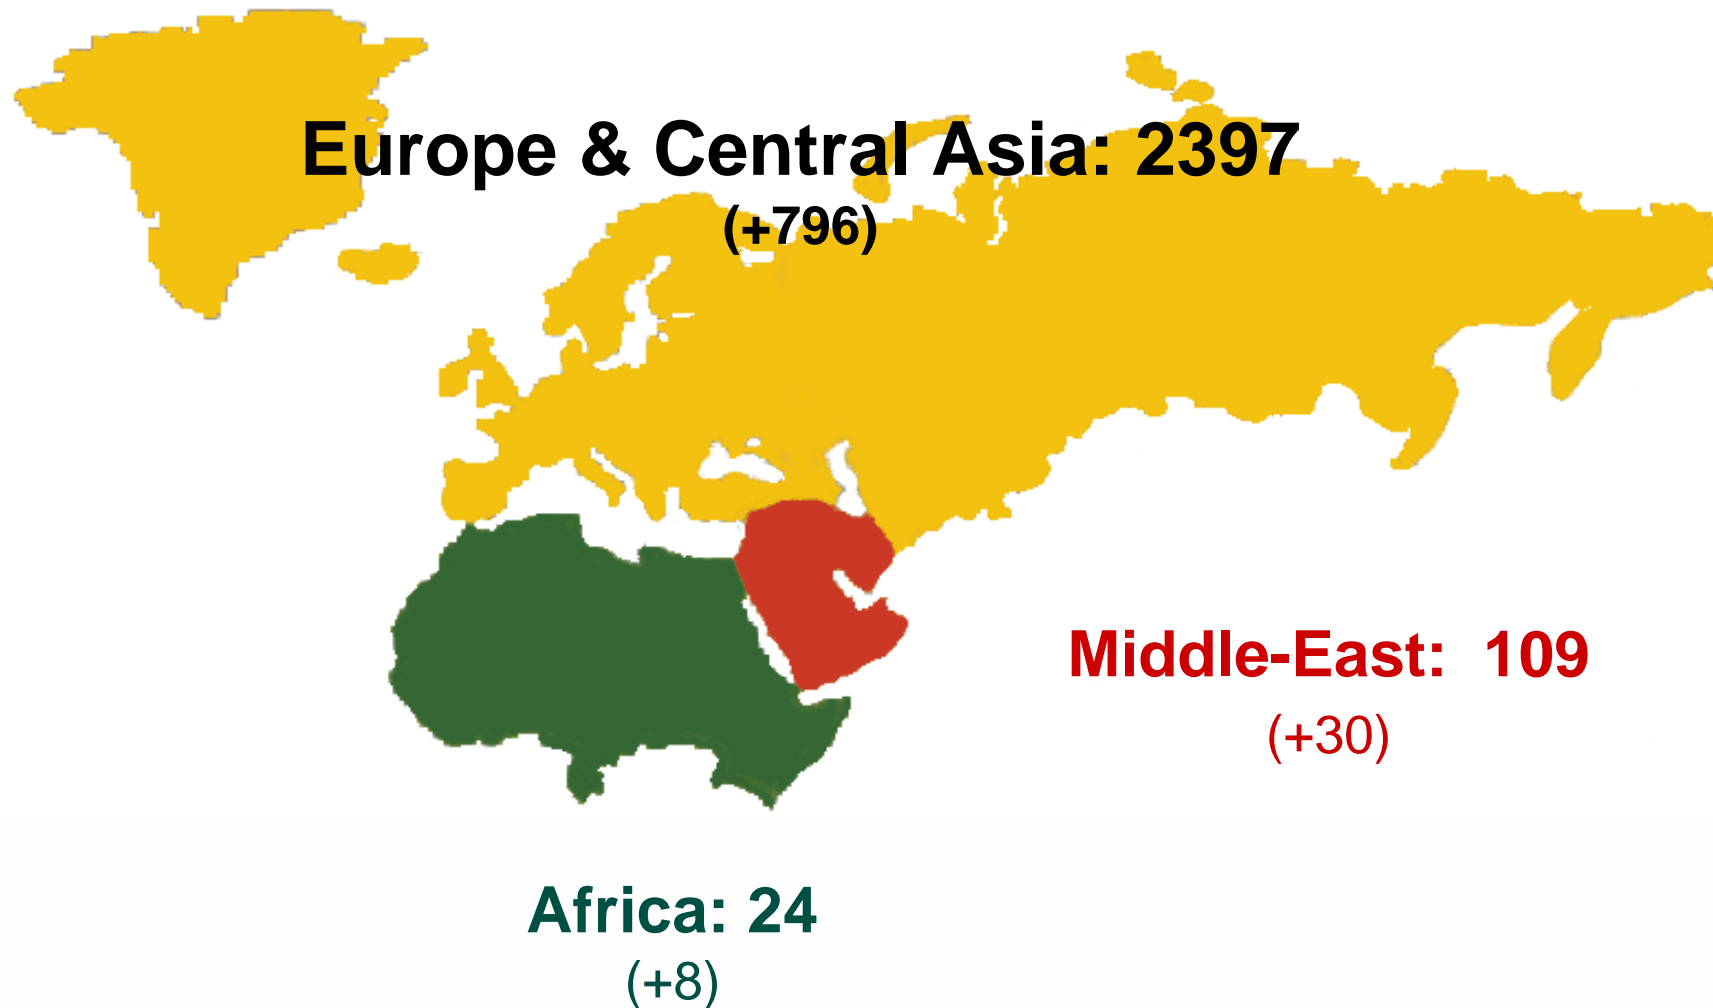 Europe & Central Asia: 2397
(+796)
Middle-East: 109
(+30)
Africa: 24
(+8)